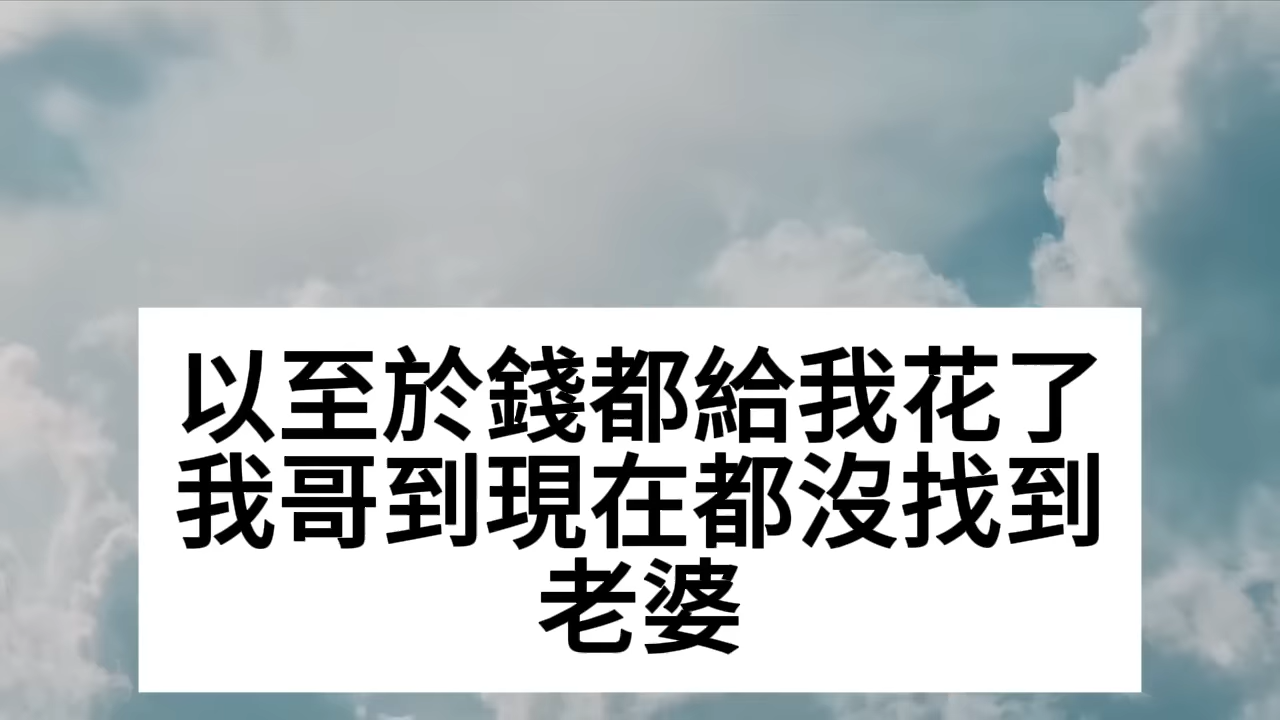 以至於錢都給我花了
我哥到現在都沒找到
老婆